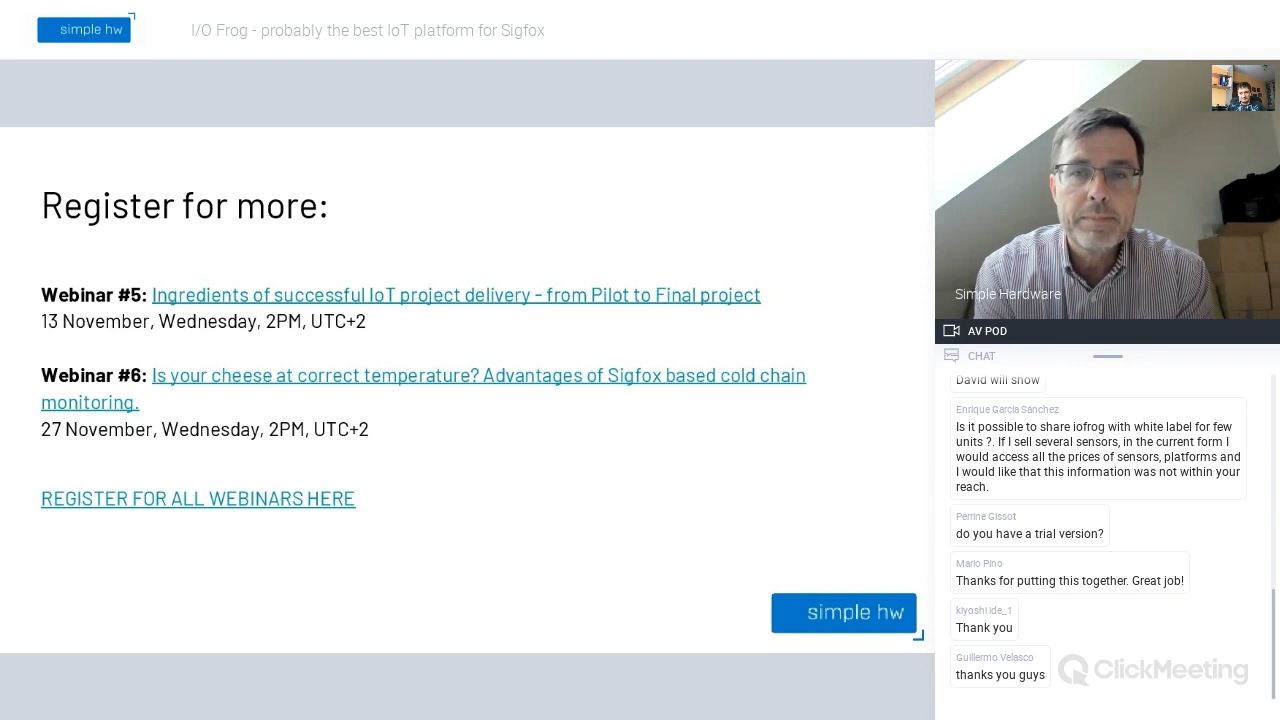 simple hw
I/O Frog - probably the best IoT platform for Sigfox
Register for more:
Webinar #5: Ingredients of successful IoT project delivery - from Pilot to Final project
13 November, Wednesday, 2PM, UTC+2
Webinar #6: Is your cheese at correct temperature? Advantages of Sigfox based cold chain
monitoring.
27 November, Wednesday, 2PM, UTC+2
REGISTER FOR ALL WEBINARS HERE
simple hw
Simple Hardware
AV POD
CHAT
David will show
Enrique García Sánchez
Is it possible to share iofrog with white label for few
units ?. If I sell several sensors, in the current form I
would access all the prices of sensors, platforms and
I would like that this information was not within your
reach.
Perrine Gissot
do you have a trial version?
Mario Pino
Thanks for putting this together. Great job!
kiyoshi ide_1
Thank you
Guillermo Velasco
thanks you guys
ClickMeeting